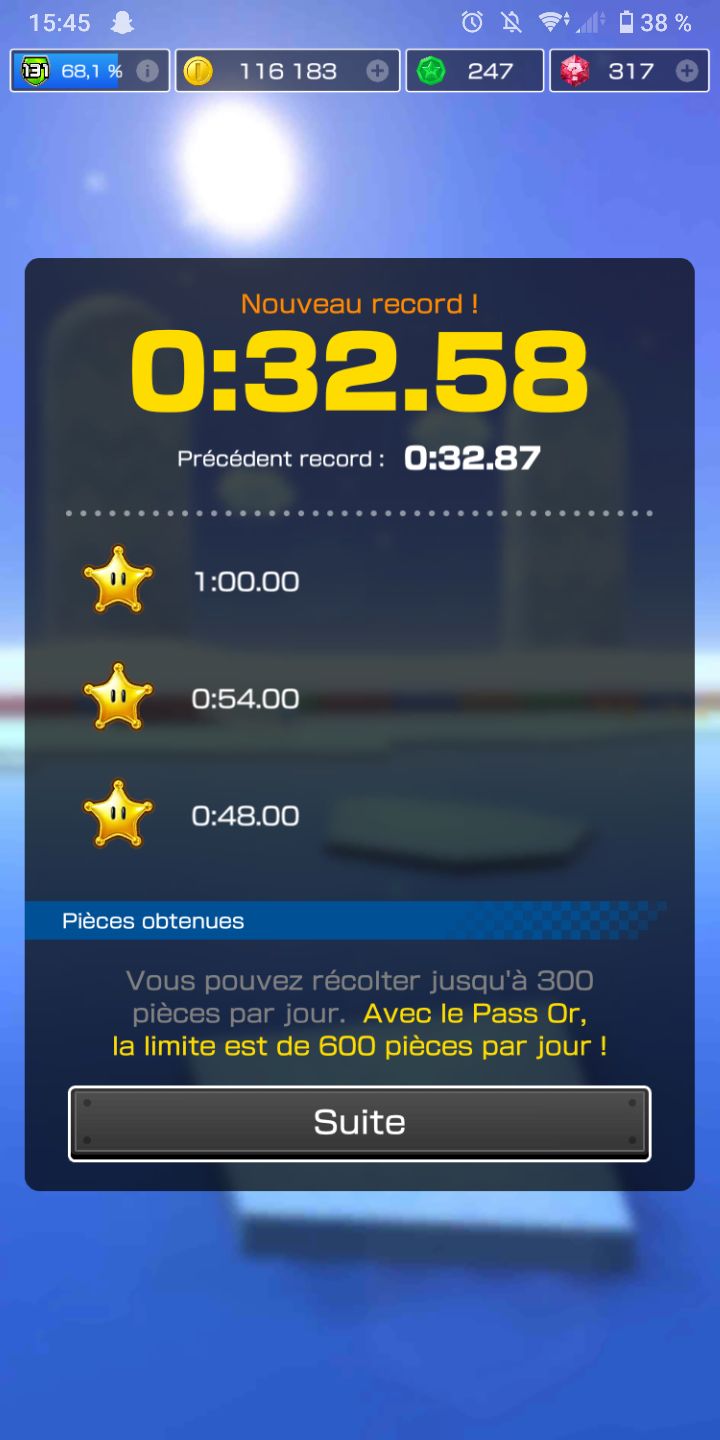 15:45 38 %
131 68,1 % i 116 183 + 247 ? 317 +
Nouveau record !
0:32.58
Précédent record : 0:32.87
1:00.00
0:54.00
0:48.00
Pièces obtenues
Vous pouvez récolter jusqu'à 300
pièces par jour. Avec le Pass Or,
la limite est de 600 pièces par jour !
Suite